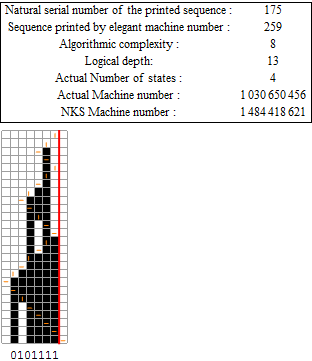 Natural serial number of the printed sequence : 175
Sequence printed by elegant machine number : 259
Algorithmic complexity : 8
Logical depth: 13
Actual Number of states : 4
Actual Machine number : 1 030 650 456
NKS Machine number : 1 484 418 621
0101111